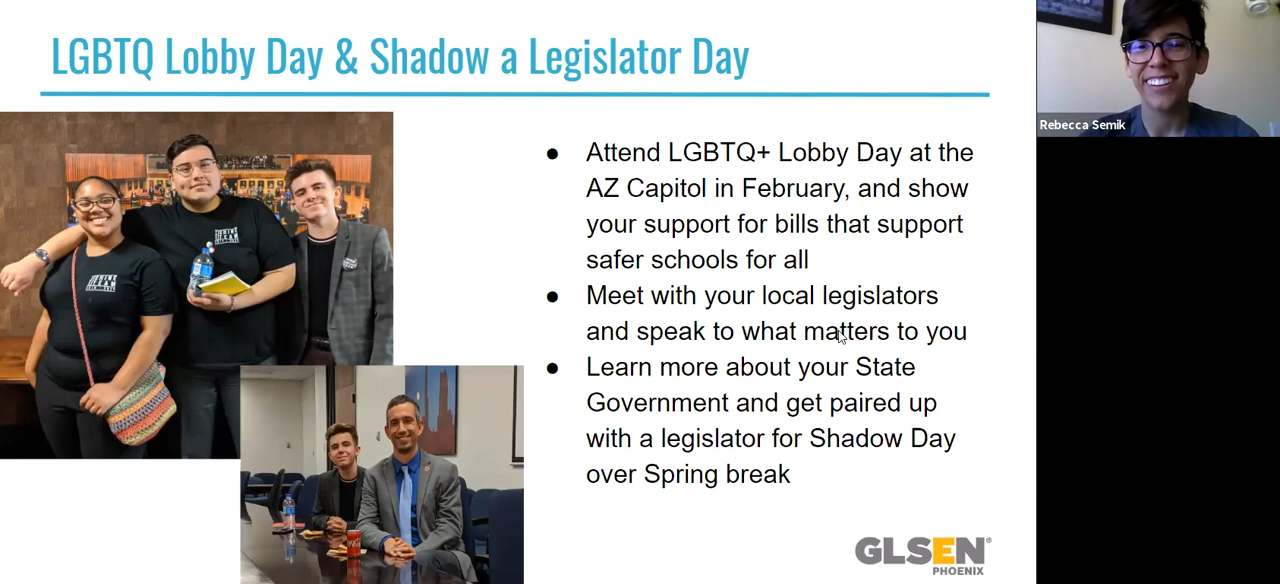 LGBTQ Lobby Day & Shadow a Legislator Day
Rebecca Semik
● Attend LGBTQ+ Lobby Day at the
AZ Capitol in February, and show
your support for bills that support
safer schools for all
● Meet with your local legislators
and speak to what matters to you
● Learn more about your State
Government and get paired up
with a legislator for Shadow Day
over Spring break
GLSEN®
PHOENIX